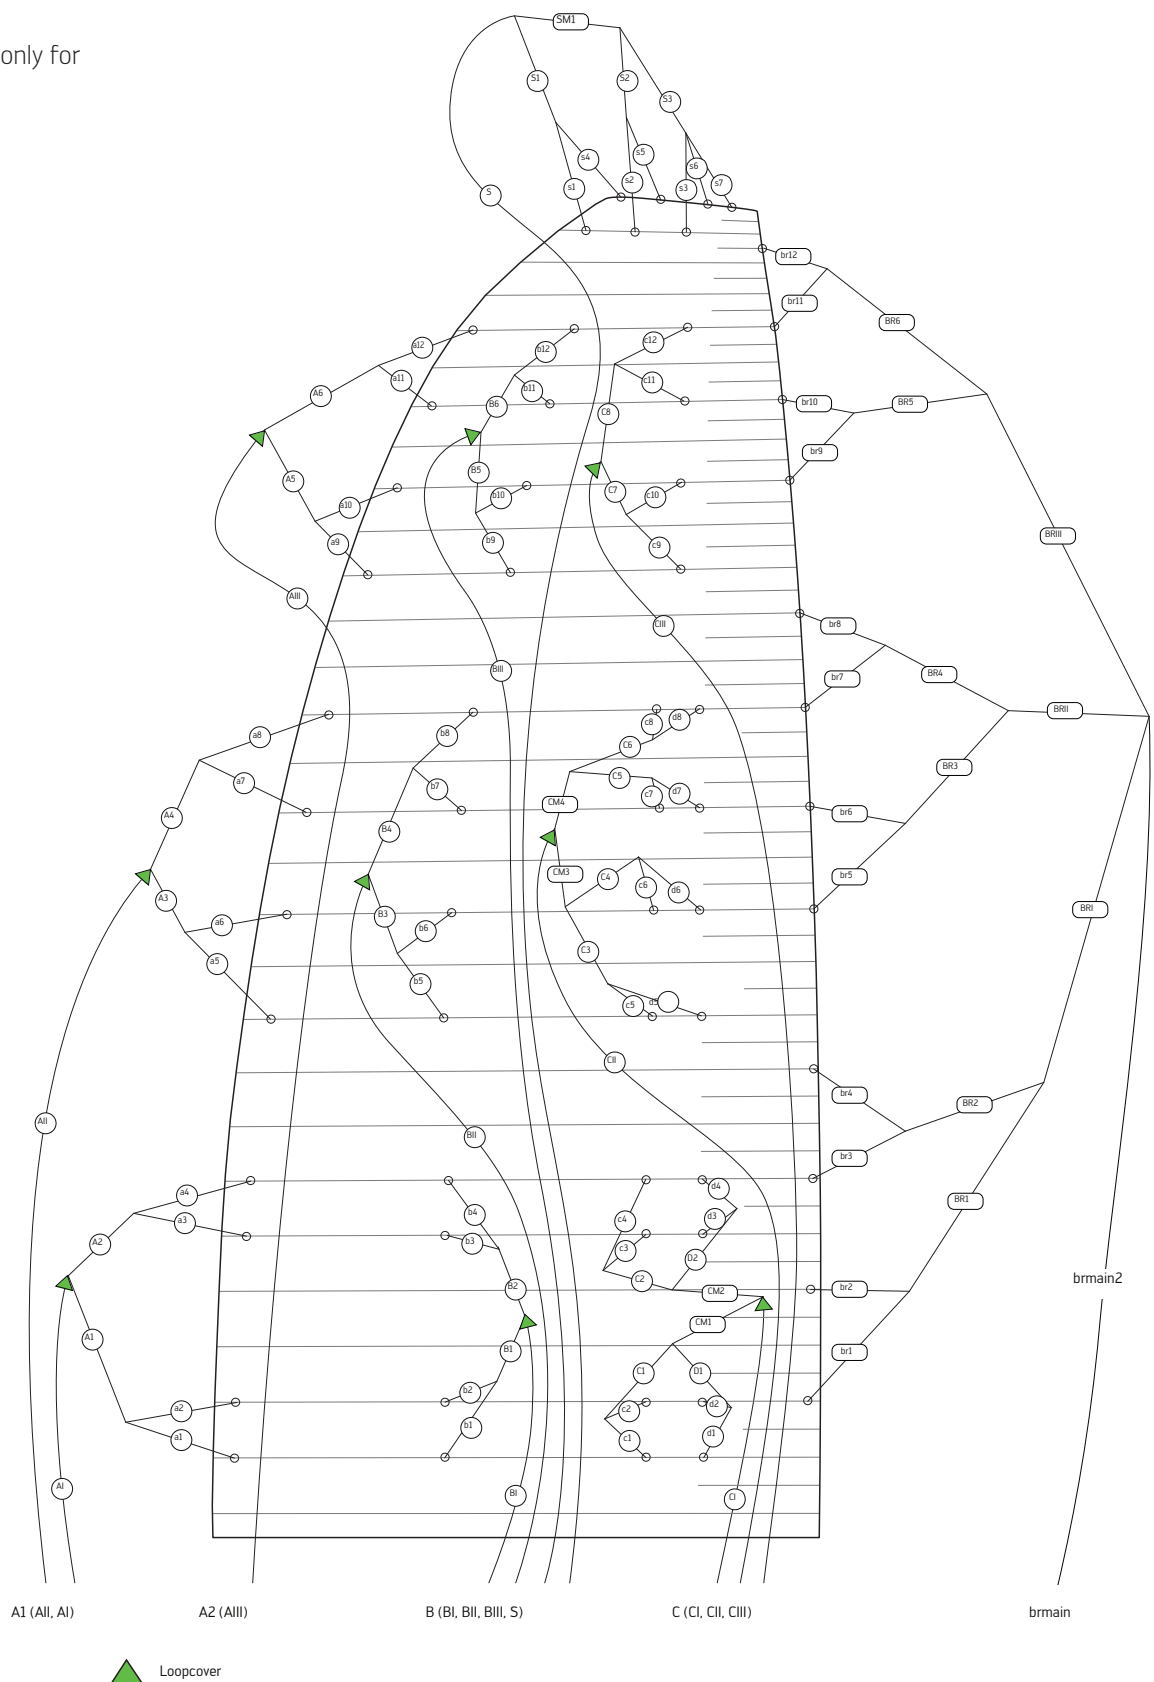 SM1
only for
S1
S2
S3
s4
s5
s6
s1
s2
s3
s7
S
br12
br11
BR6
a12
b12
c12
a11
b11
c11
A6
B6
C8
br10
BR5
br9
A5
B5
C7
a10
b10
c10
a9
b9
c9
BRIII
AIII
CIII
br8
BIII
BR4
br7
a8
b8
c8
d8
BRII
C6
a7
b7
C5
c7
d7
BR3
A4
B4
CM4
br6
CM3
C4
c6
d6
br5
A3
B3
BRI
a6
b6
a5
b5
C3
c5
d5
CII
br4
BR2
AII
BII
br3
a4
d4
BR1
a3
b4
c4
d3
A2
b3
c3
D2
brmain2
B2
C2
CM2
br2
A1
B1
CM1
br1
C1
D1
a2
b2
c2
d2
a1
b1
c1
d1
AI
BI
CI
A1 (AII, AI)
A2 (AIII)
B (BI, BII, BIII, S)
C (CI, CII, CIII)
brmain
Loopcover